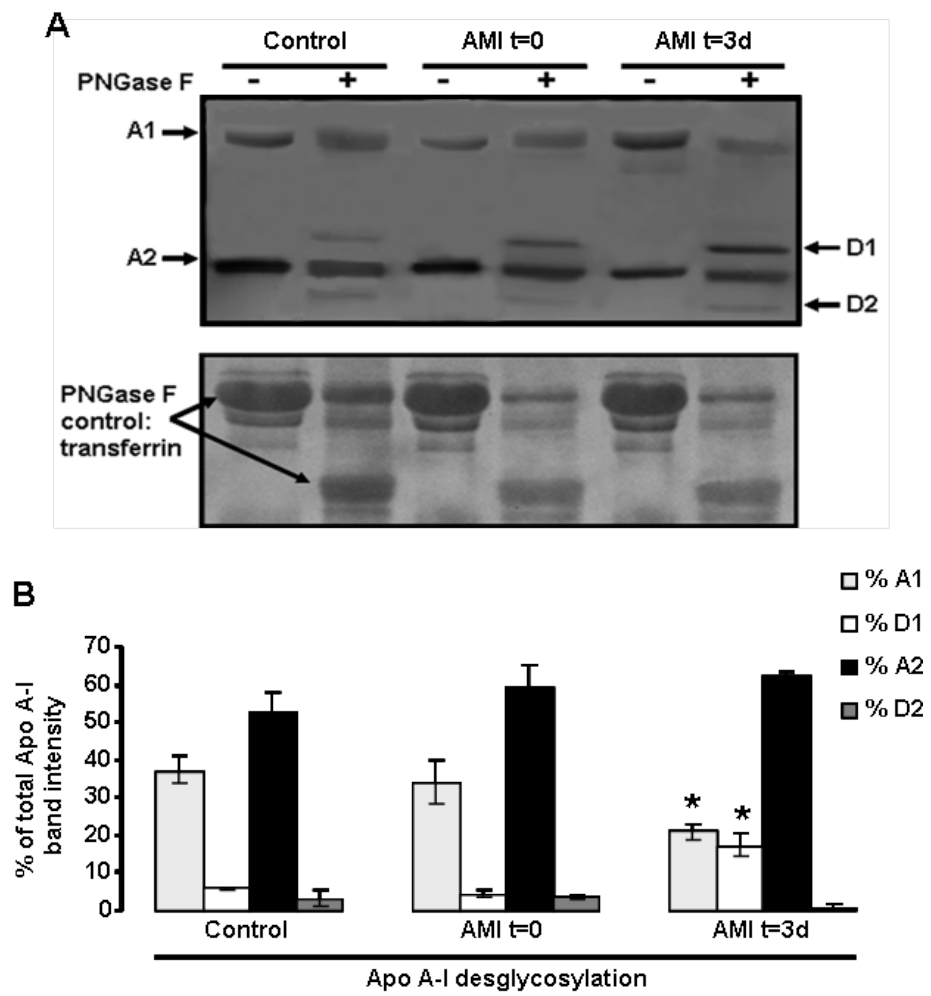 A
Control AMI t=0 AMI t=3d
PNGase F - + - + - +
A1
A2
D1
D2
PNGase F
control:
transferrin
B
% A1
% D1
% A2
% D2
% of total Apo A-I
band intensity
70
60
50
40
30
20
10
0
* *
Control AMI t=0 AMI t=3d
Apo A-I desglycosylation